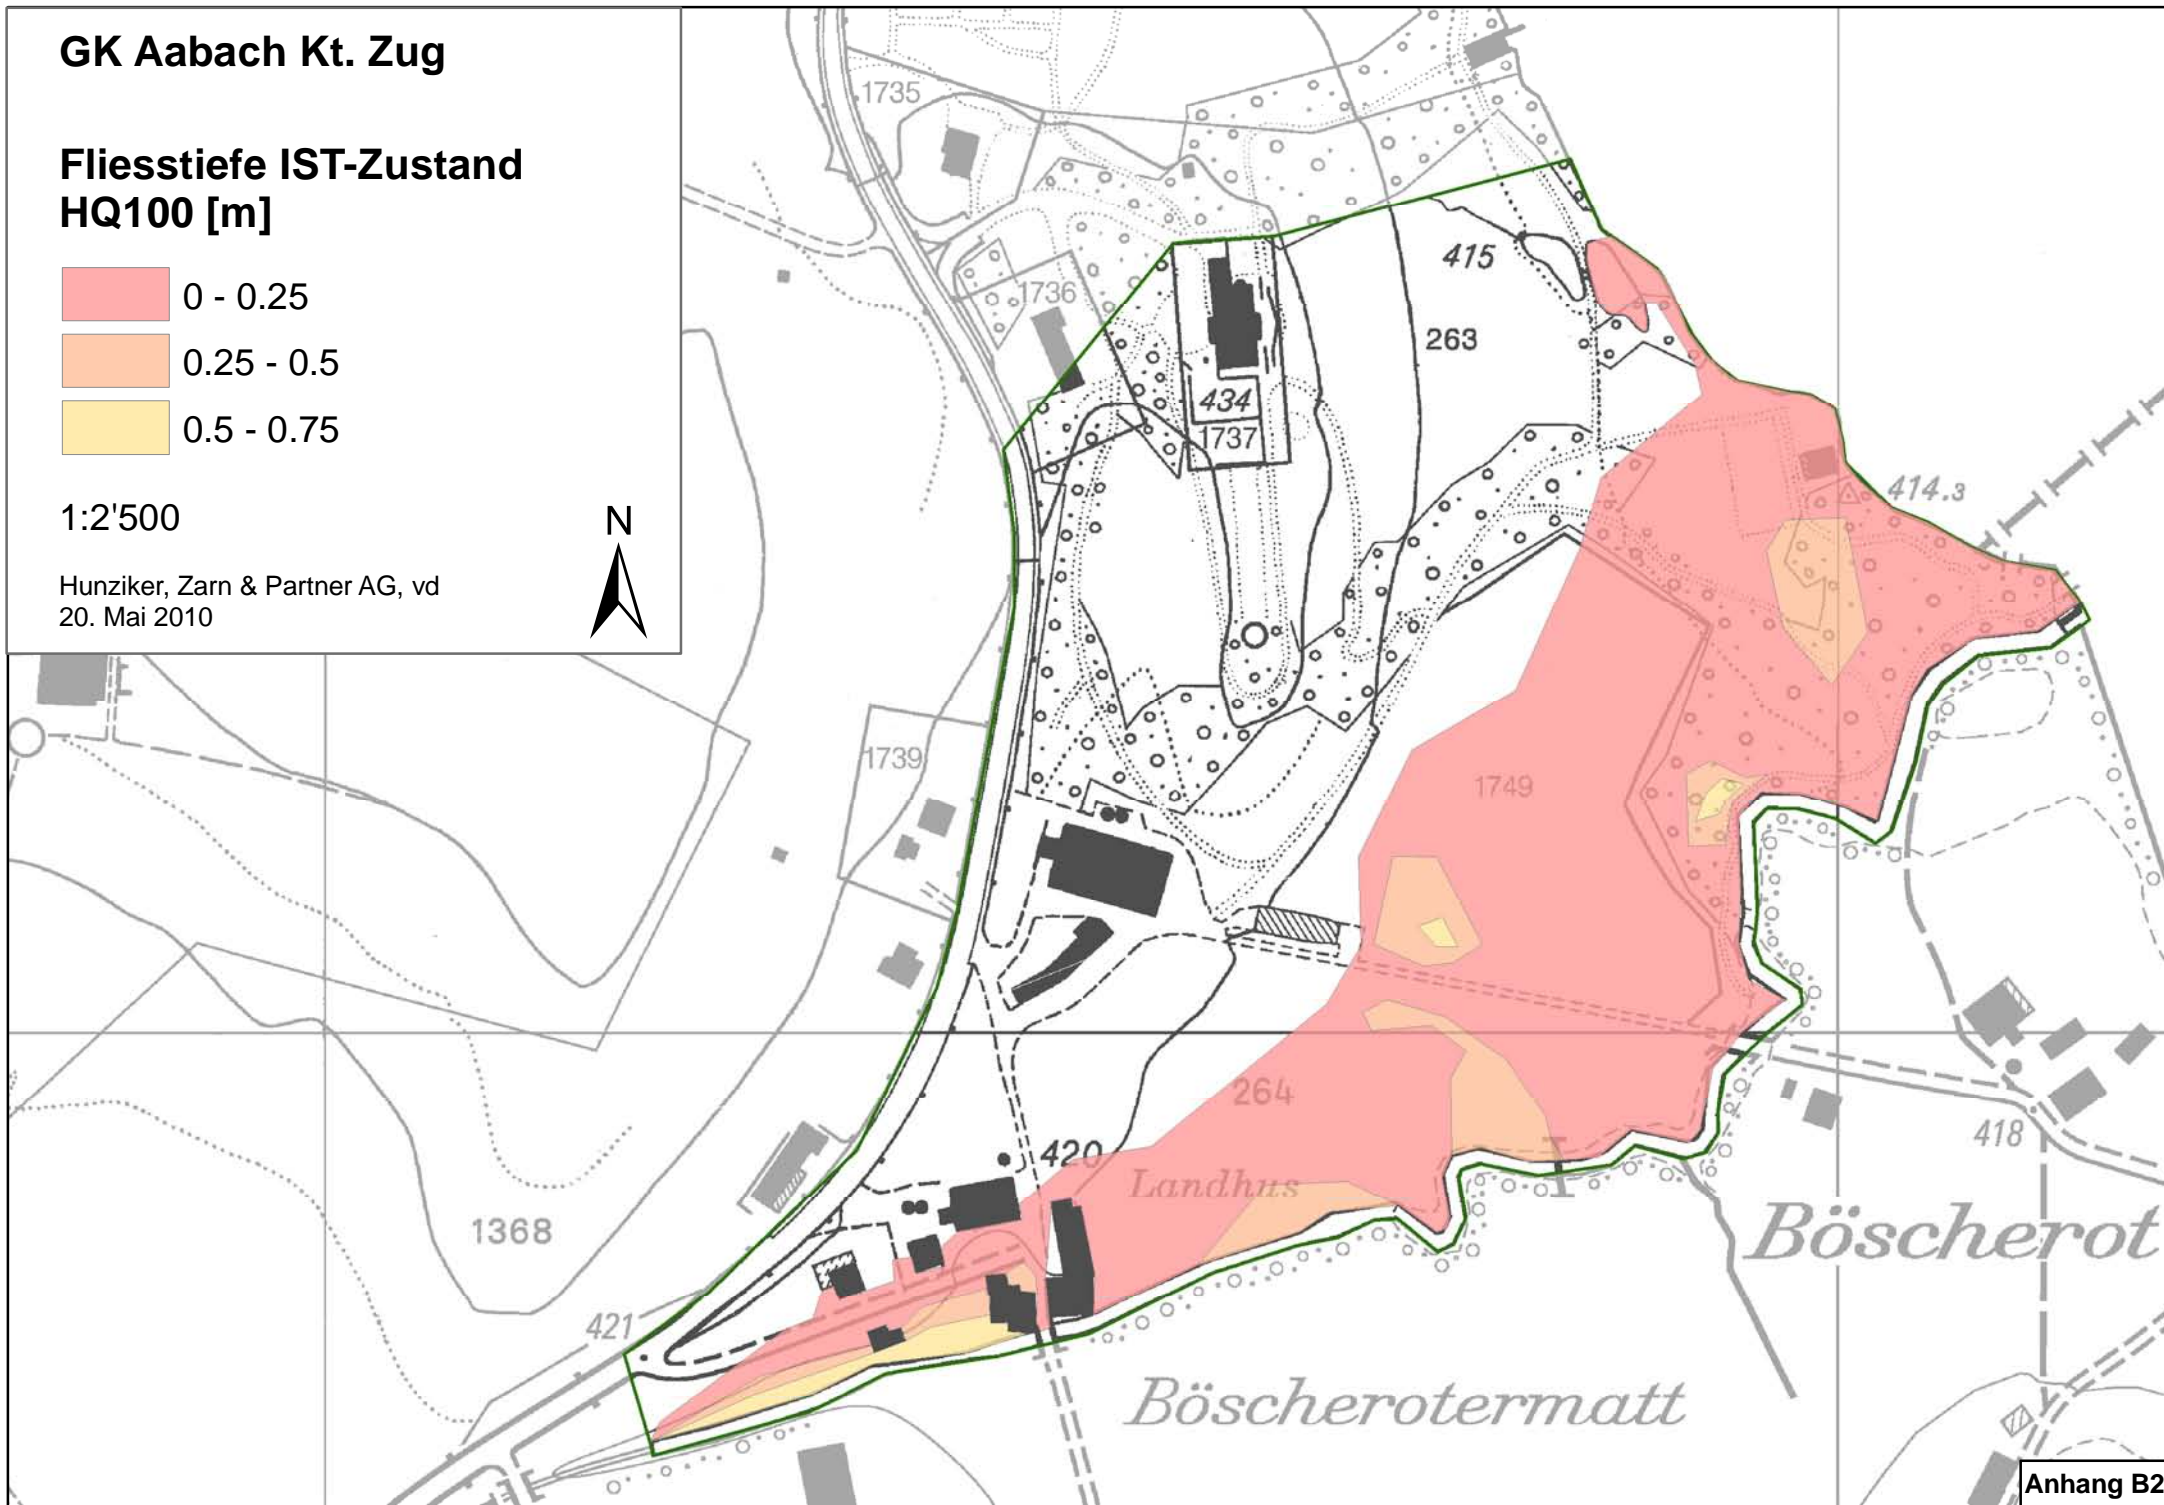 GK Aabach Kt. Zug
Fliesstiefe IST-Zustand
HQ100 [m]
0 - 0.25
0.25 - 0.5
0.5 - 0.75
1:2'500
N
Hunziker, Zarn & Partner AG, vd
20. Mai 2010
1735
415
1736
263
434
1737
414.3
1739
1749
264
420
418
Landhus
1368
Böscherot
421
Böscherotermatt
Anhang B2